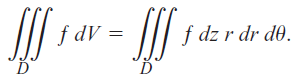 ∭_D f dV = ∭_D f dz r dr dθ.